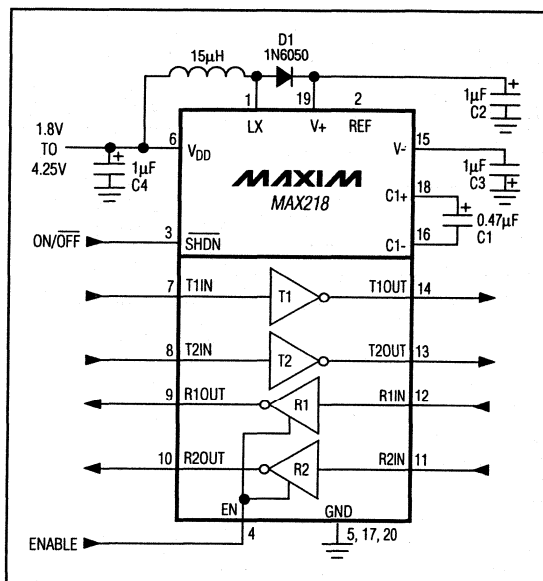 D1
15µH 1N6050
1 19 2
LX V+ REF
1µF
C2
1.8V
TO
4.25V
6 VDD
1µF
C4
V- 15
1µF
C3
MAXIM
MAX218
C1+ 18
0.47µF
C1
C1- 16
ON/OFF 3 SHDN
7 T1IN T1 T1OUT 14
8 T2IN T2 T2OUT 13
9 R1OUT R1 R1IN 12
10 R2OUT R2 R2IN 11
EN GND
4 5, 17, 20
ENABLE